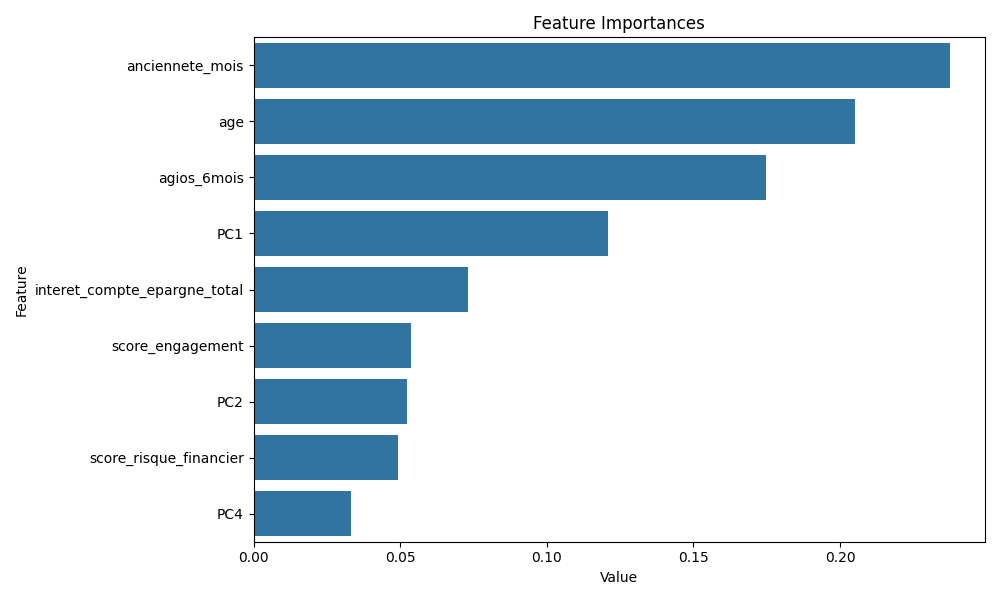 Feature Importances
Feature
anciennete_mois
age
agios_6mois
PC1
interet_compte_epargne_total
score_engagement
PC2
score_risque_financier
PC4
0.00 0.05 0.10 0.15 0.20
Value